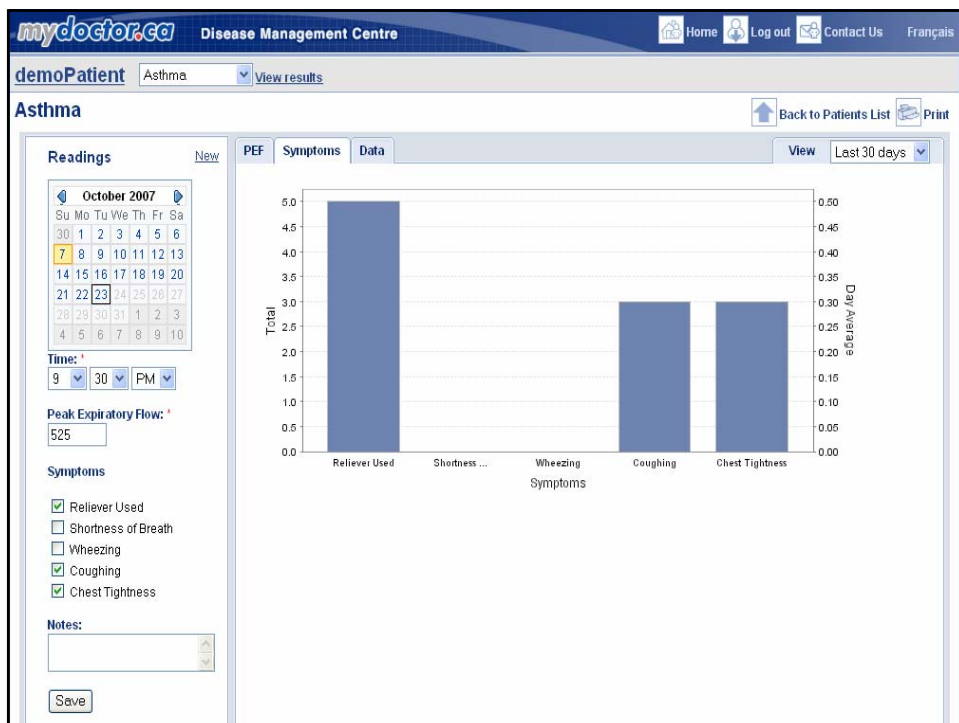 mydoctor.ca Disease Management Centre Home Log out Contact Us Français
demoPatient Asthma View results
Asthma
Back to Patients List Print
Readings New
October 2007
Su Mo Tu We Th Fr Sa
30 1 2 3 4 5 6
7 8 9 10 11 12 13
14 15 16 17 18 19 20
21 22 23 24 25 26 27
28 29 30 31 1 2 3
4 5 6 7 8 9 10
Time: *
9 30 PM
Peak Expiratory Flow: *
525
Symptoms
Reliever Used
Shortness of Breath
Wheezing
Coughing
Chest Tightness
Notes:
Save
PEF Symptoms Data View Last 30 days
5.0 0.50
4.5 0.45
4.0 0.40
3.5 0.35
3.0 0.30
2.5 0.25
2.0 0.20
1.5 0.15
1.0 0.10
0.5 0.05
0.0 0.00
Total
Day Average
Reliever Used Shortness ... Wheezing Coughing Chest Tightness
Symptoms